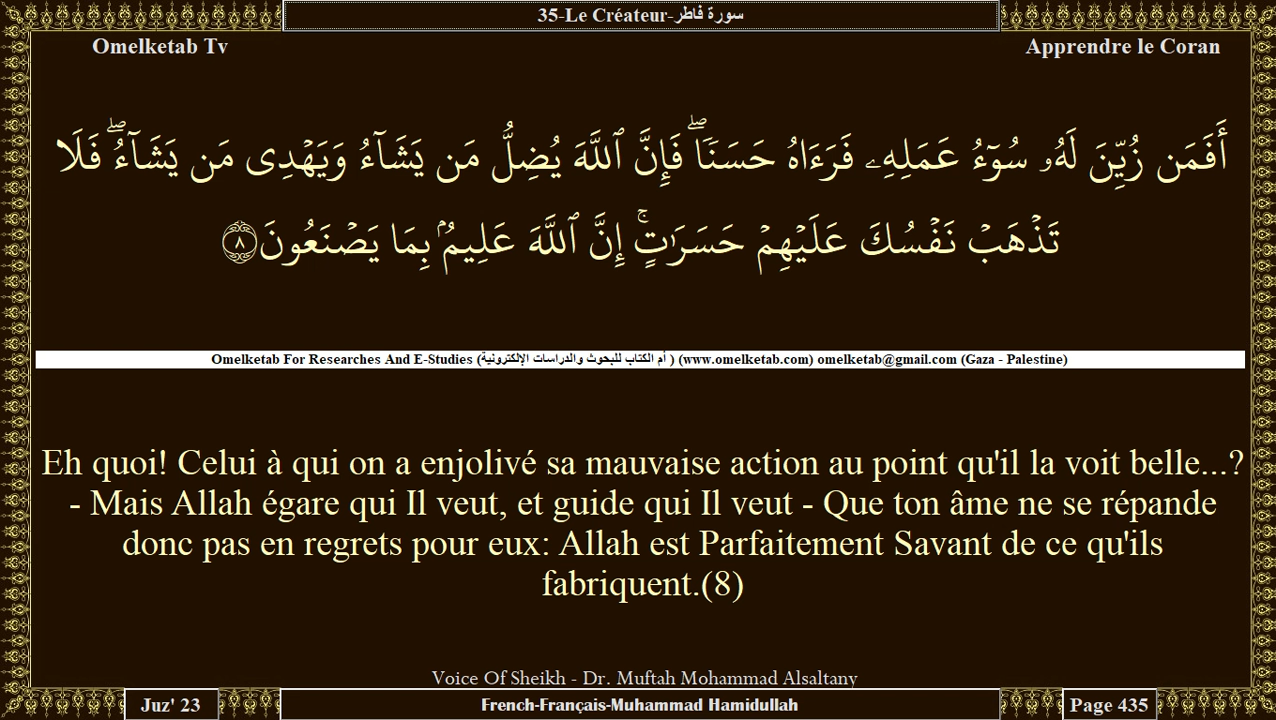 35-Le Créateur-سورة فاطر
Omelketab Tv
Apprendre le Coran
أَفَمَن زُيِّنَ لَهُۥ سُوٓءُ عَمَلِهِۦ فَرَءَاهُ حَسَنٗاۖ فَإِنَّ ٱللَّهَ يُضِلُّ مَن يَشَآءُ وَيَهۡدِي مَن يَشَآءُۖ فَلَا
تَذۡهَبۡ نَفۡسُكَ عَلَيۡهِمۡ حَسَرَٰتٍۚ إِنَّ ٱللَّهَ عَلِيمُۢ بِمَا يَصۡنَعُونَ ٨
Omelketab For Researches And E-Studies (أم الكتاب للبحوث والدراسات الإلكترونية ) (www.omelketab.com) omelketab@gmail.com (Gaza - Palestine)
Eh quoi! Celui à qui on a enjolivé sa mauvaise action au point qu'il la voit belle...?
- Mais Allah égare qui Il veut, et guide qui Il veut - Que ton âme ne se répande
donc pas en regrets pour eux: Allah est Parfaitement Savant de ce qu'ils
fabriquent.(8)
Voice Of Sheikh - Dr. Muftah Mohammad Alsaltany
Juz' 23
French-Français-Muhammad Hamidullah
Page 435